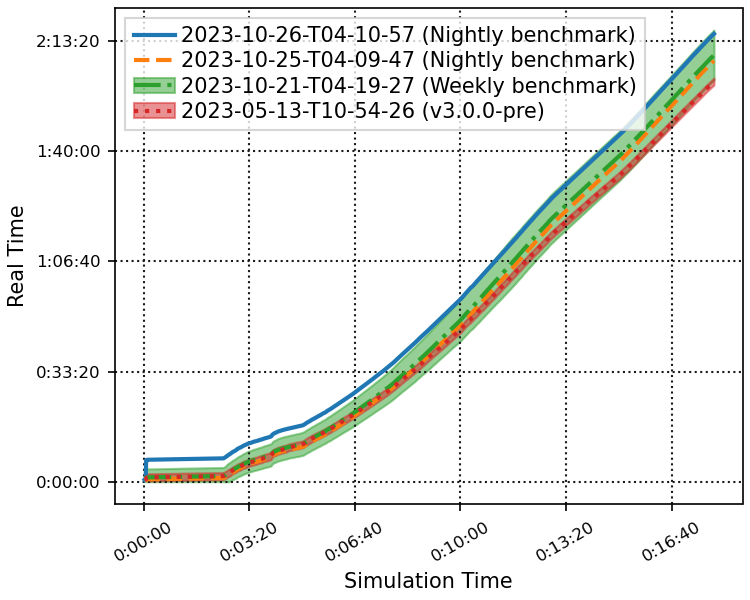 2023-10-26-T04-10-57 (Nightly benchmark)
2023-10-25-T04-09-47 (Nightly benchmark)
2023-10-21-T04-19-27 (Weekly benchmark)
2023-05-13-T10-54-26 (v3.0.0-pre)
2:13:20
1:40:00
1:06:40
0:33:20
0:00:00
Real Time
0:00:00
0:03:20
0:06:40
0:10:00
0:13:20
0:16:40
Simulation Time